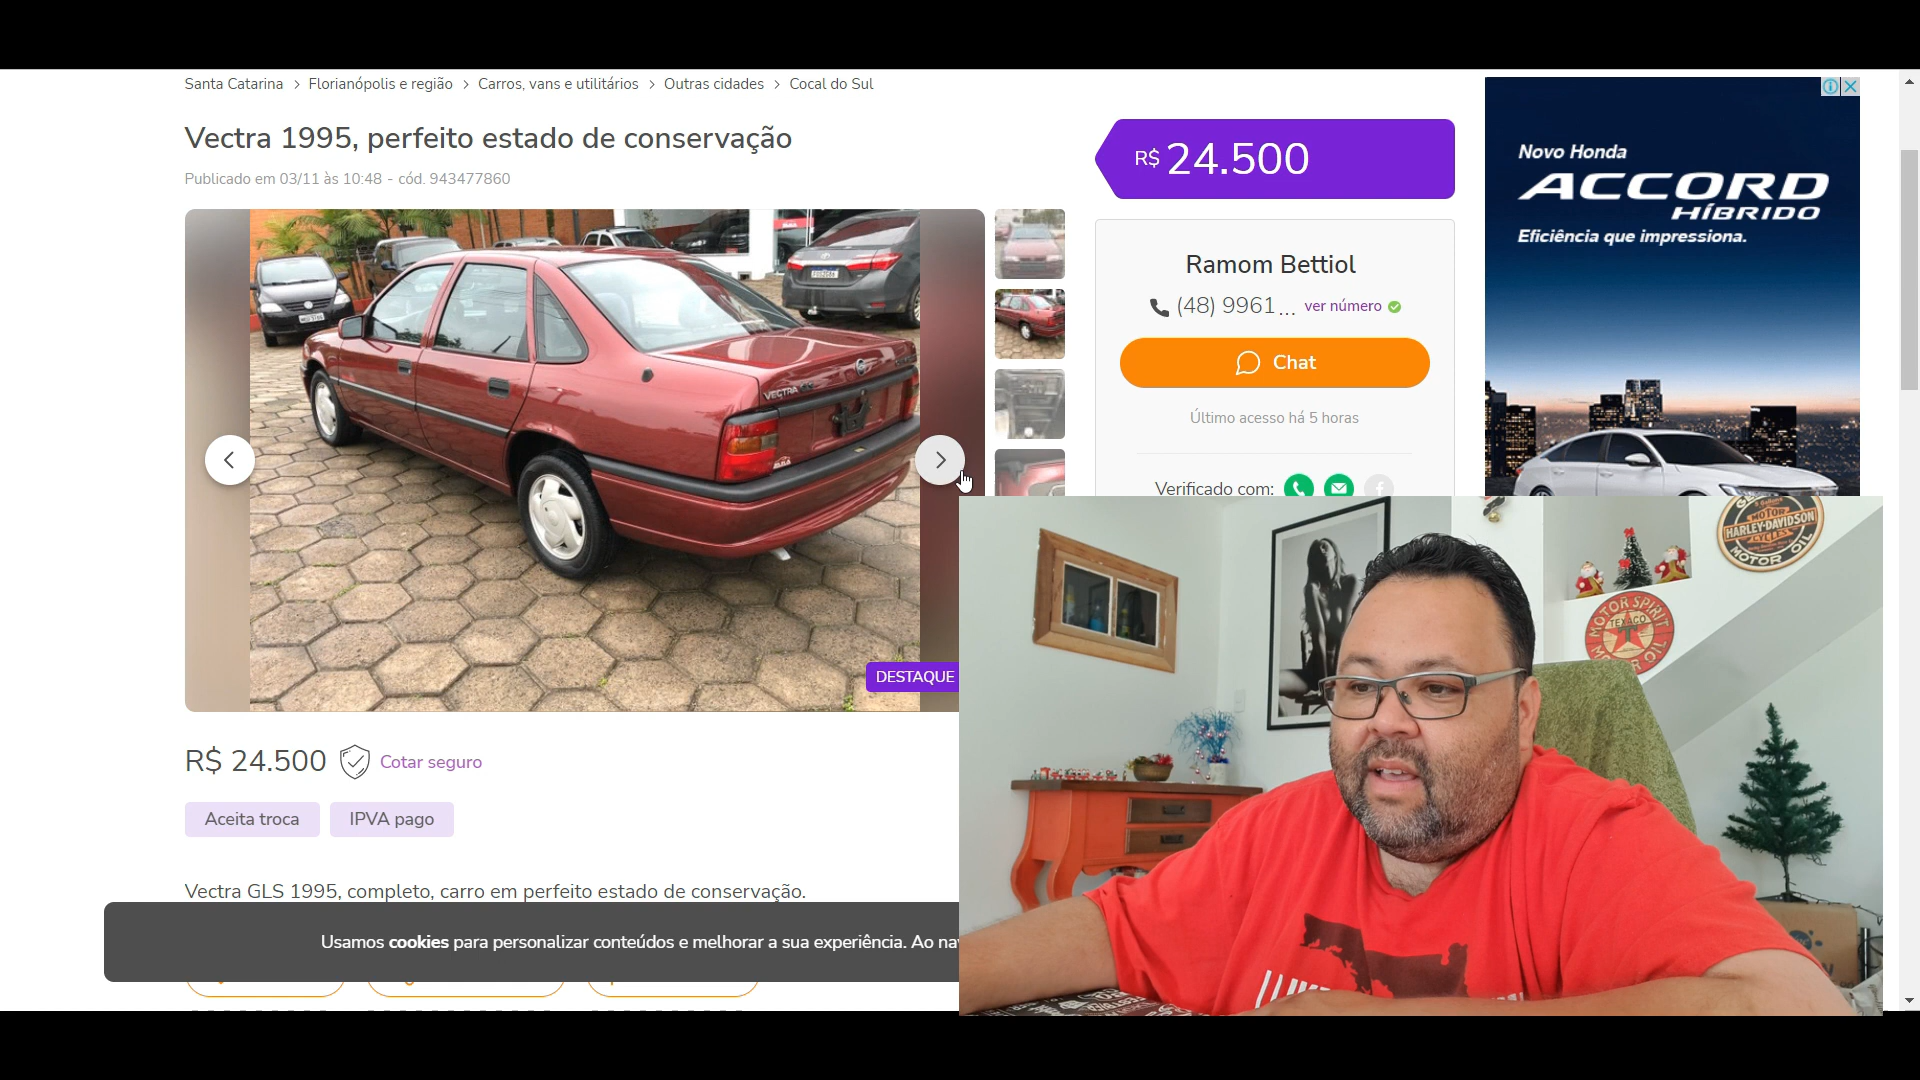 Santa Catarina > Florianópolis e região > Carros, vans e utilitários > Outras cidades > Cocal do Sul
Vectra 1995, perfeito estado de conservação
Publicado em 03/11 às 10:48 - cód. 943477860
R$ 24.500
Ramom Bettiol
(48) 9961... ver número
Chat
Último acesso há 5 horas
Verificado com:
Novo Honda
ACCORD
HÍBRIDO
Eficiência que impressiona.
VECTRA
DESTAQUE
R$ 24.500 Cotar seguro
Aceita troca IPVA pago
Vectra GLS 1995, completo, carro em perfeito estado de conservação.
Usamos cookies para personalizar conteúdos e melhorar a sua experiência. Ao na
MOTOR
HARLEY-DAVIDSON
CYCLES
MOTOR OIL
MOTOR SPIRIT
TEXACO
MOTOR OIL